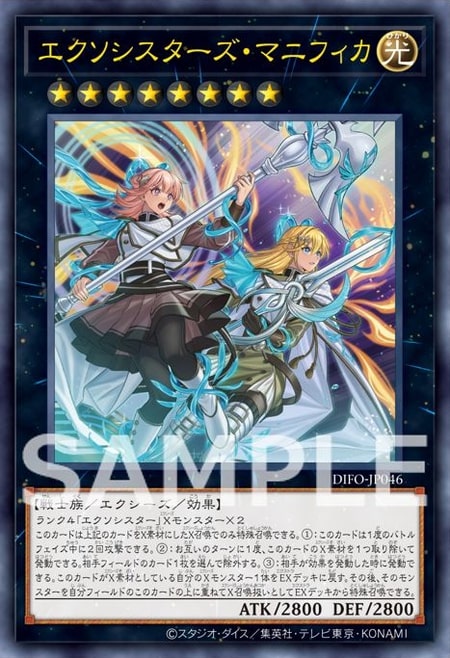 エクソシスターズ・マニフィカ
光
SAMPLE
DIFO-JP046
【戦士族／エクシーズ／効果】
ランク4「エクソシスター」Xモンスター×2
このカードは上記のカードをX素材にしたX召喚でのみ特殊召喚できる。①：このカードは1度のバトル
フェイズ中に2回攻撃できる。②：お互いのターンに1度、このカードのX素材を1つ取り除いて
発動できる。相手フィールドのカード1枚を選んで除外する。③：相手が効果を発動した時に発動で
きる。このカードがX素材としている自分のXモンスター1体をEXデッキに戻す。その後、そのモン
スターを自分フィールドのこのカードの上に重ねてX召喚扱いとしてEXデッキから特殊召喚できる。
ATK/2800 DEF/2800
©スタジオ・ダイス／集英社・テレビ東京・KONAMI